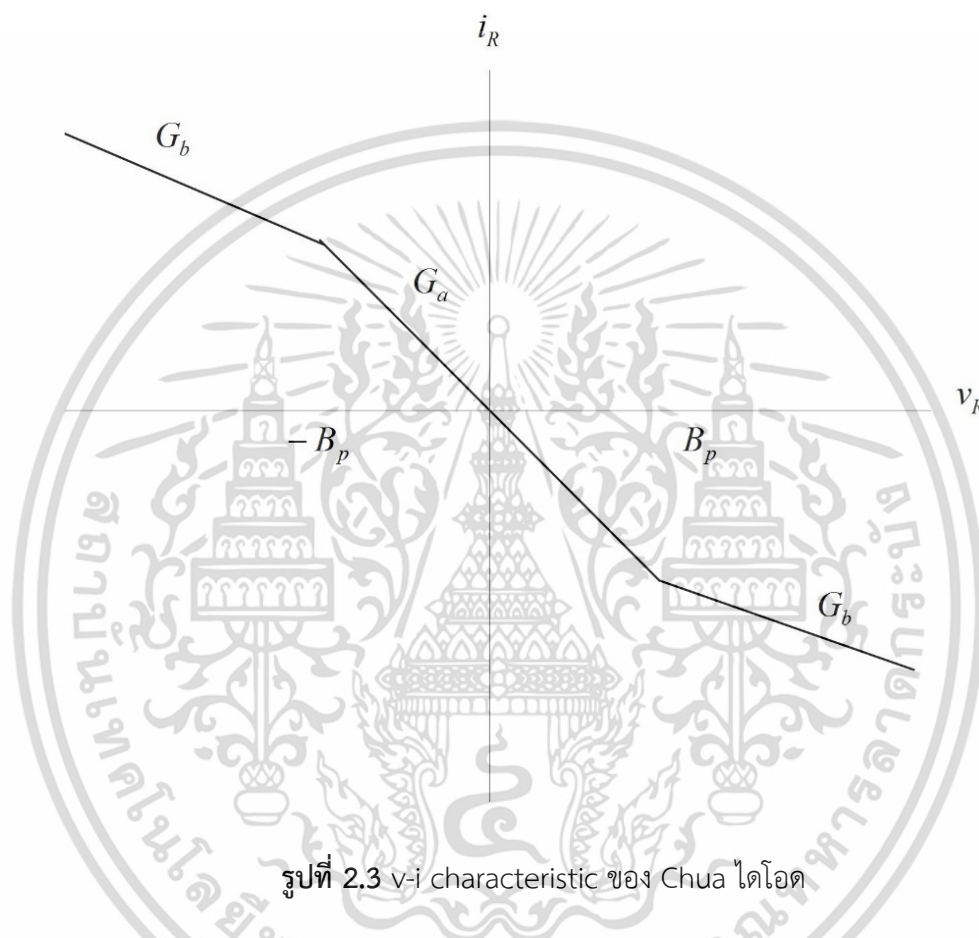 i_R
G_b
G_a
v_R
– B_p
B_p
G_b
รูปที่ 2.3 v-i characteristic ของ Chua ไดโอด